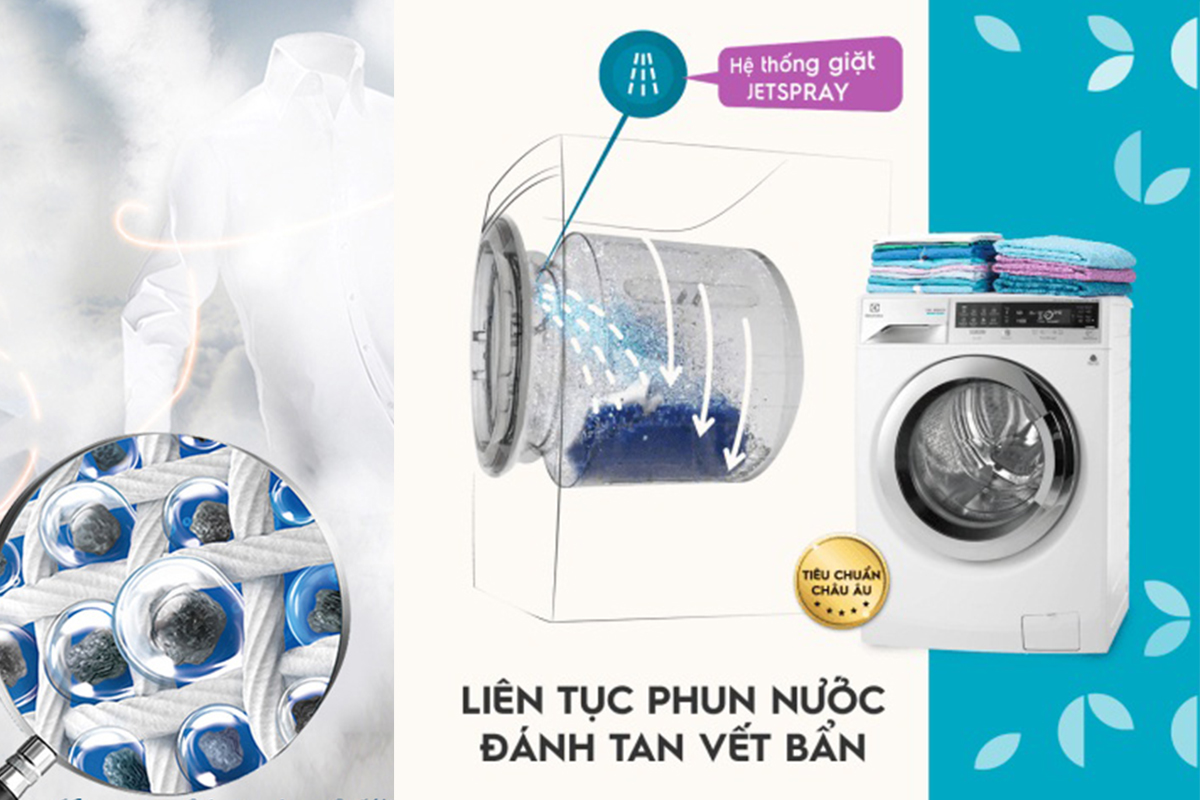 Hệ thống giặt
JETSPRAY
TIÊU CHUẨN
CHÂU ÂU
LIÊN TỤC PHUN NƯỚC
ĐÁNH TAN VẾT BẨN